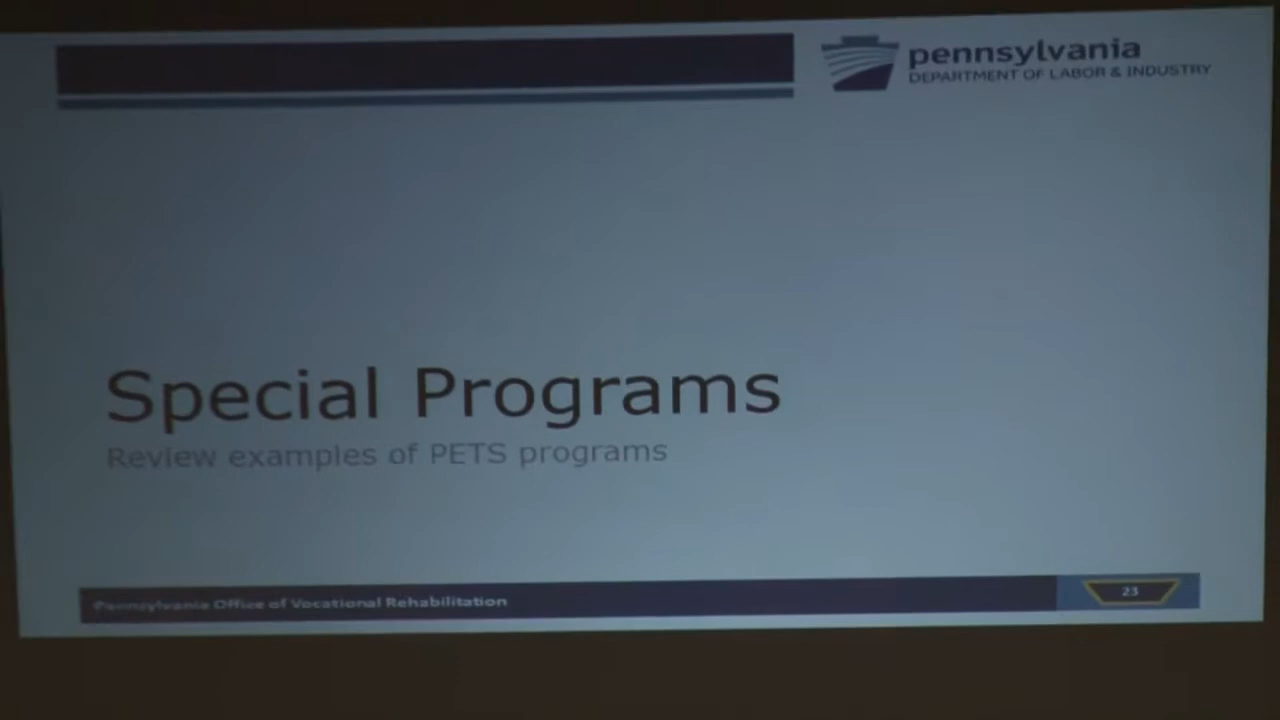 pennsylvania
DEPARTMENT OF LABOR & INDUSTRY
Special Programs
Review examples of PETS programs
Pennsylvania Office of Vocational Rehabilitation
23